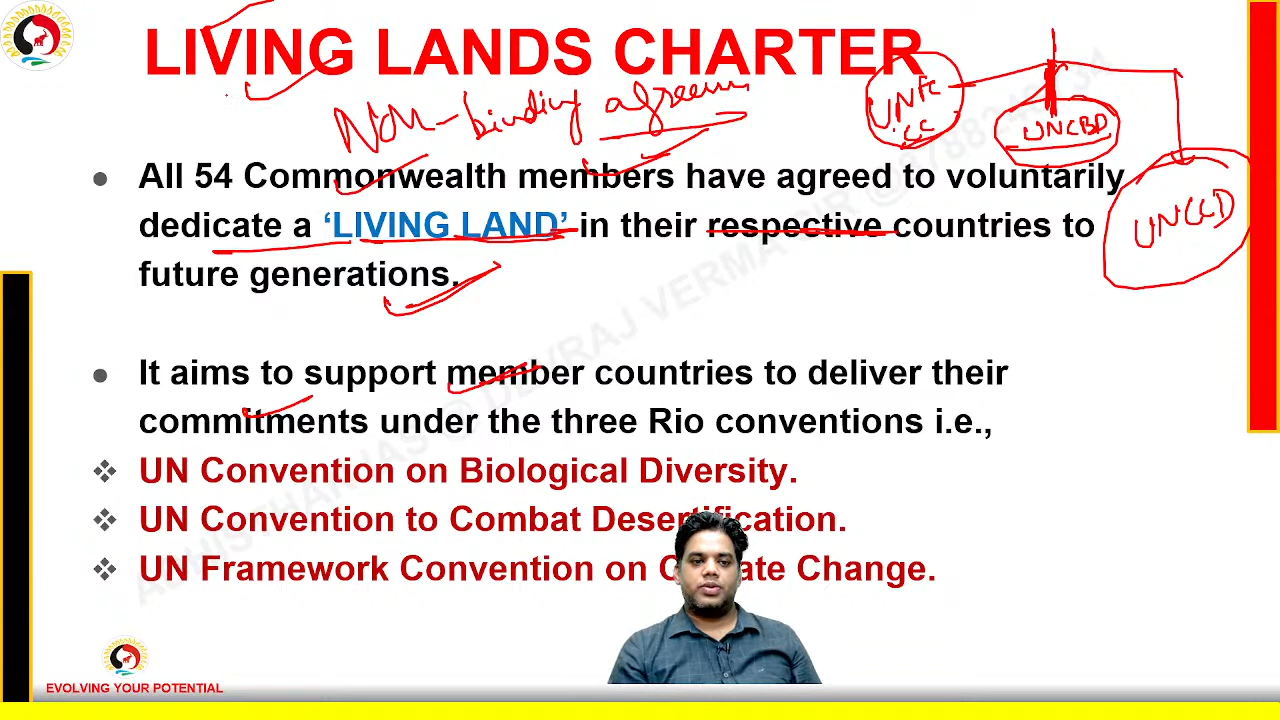 LIVING LANDS CHARTER
Non-binding agreem
UNFCCC
UNCBD
UNCCD
All 54 Commonwealth members have agreed to voluntarily
dedicate a ‘LIVING LAND’ in their respective countries to
future generations.
It aims to support member countries to deliver their
commitments under the three Rio conventions i.e.,
UN Convention on Biological Diversity.
UN Convention to Combat Desertification.
UN Framework Convention on Change.
EVOLVING YOUR POTENTIAL